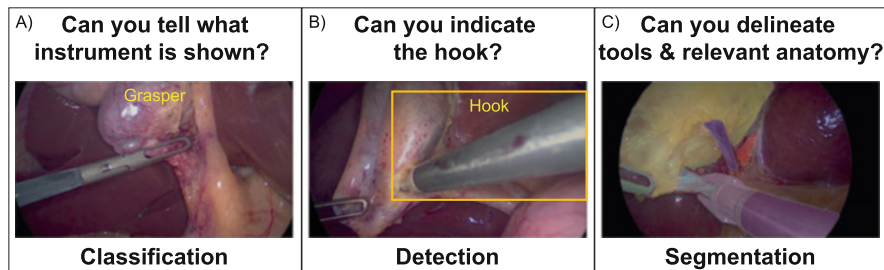 A) Can you tell what
instrument is shown?
Grasper
Classification
B) Can you indicate
the hook?
Hook
Detection
C) Can you delineate
tools & relevant anatomy?
Segmentation